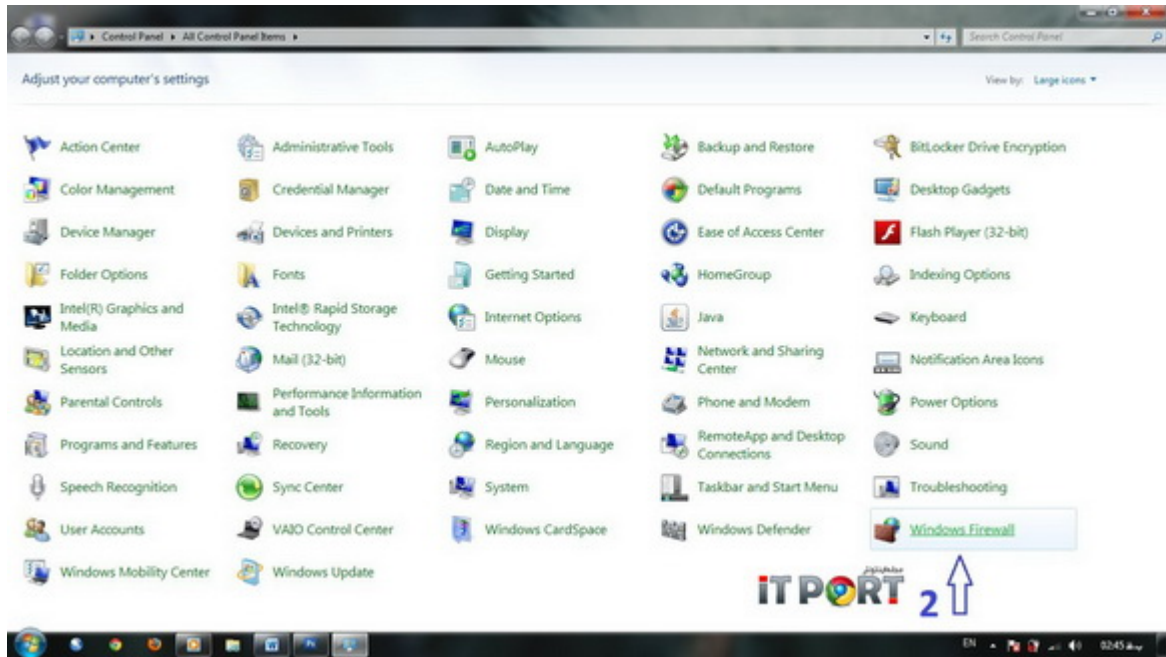 Control Panel All Control Panel Items
Search Control Panel
Adjust your computer's settings
View by: Large icons
Action Center
Administrative Tools
AutoPlay
Backup and Restore
BitLocker Drive Encryption
Color Management
Credential Manager
Date and Time
Default Programs
Desktop Gadgets
Device Manager
Devices and Printers
Display
Ease of Access Center
Flash Player (32-bit)
Folder Options
Fonts
Getting Started
HomeGroup
Indexing Options
Intel(R) Graphics and
Media
Intel® Rapid Storage
Technology
Internet Options
Java
Keyboard
Location and Other
Sensors
Mail (32-bit)
Mouse
Network and Sharing
Center
Notification Area Icons
Parental Controls
Performance Information
and Tools
Personalization
Phone and Modem
Power Options
Programs and Features
Recovery
Region and Language
RemoteApp and Desktop
Connections
Sound
Speech Recognition
Sync Center
System
Taskbar and Start Menu
Troubleshooting
User Accounts
VAIO Control Center
Windows CardSpace
Windows Defender
Windows Firewall
Windows Mobility Center
Windows Update
iT PORT
2
EN
02:45